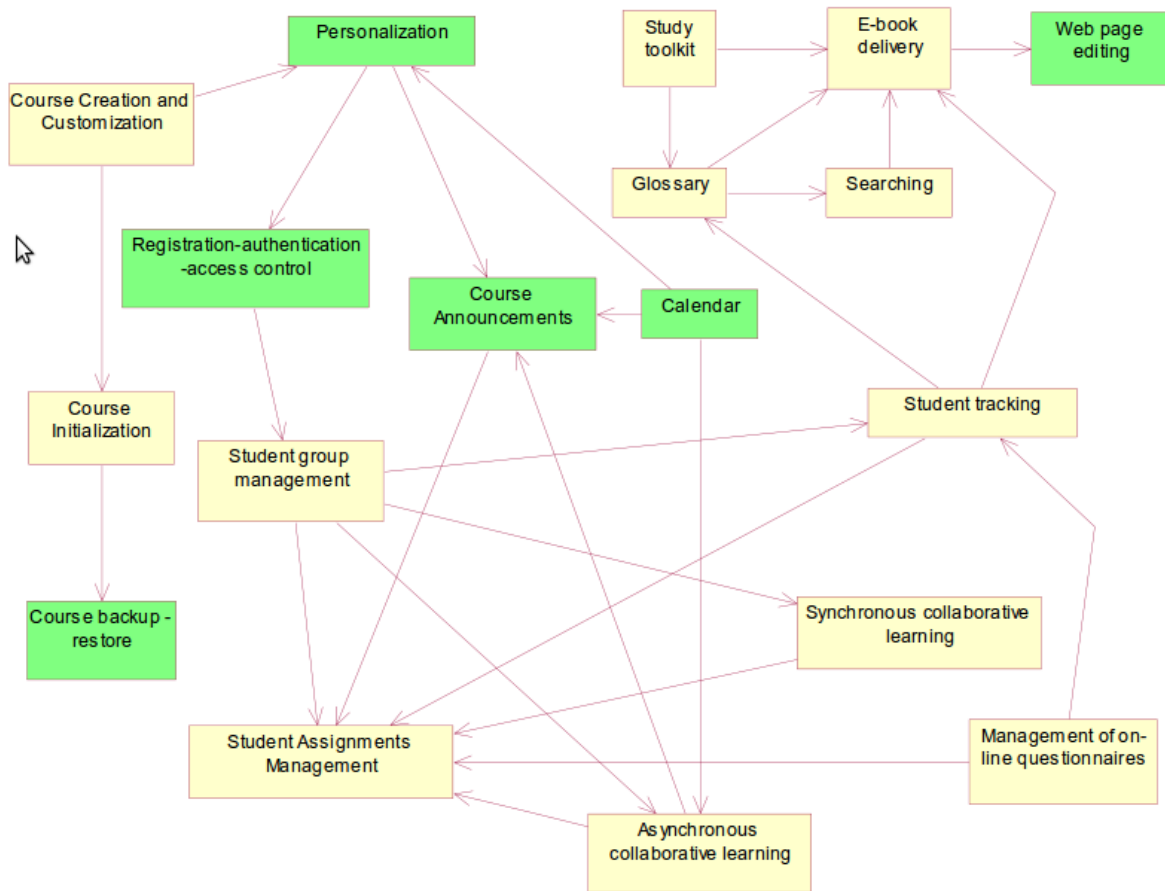 Personalization
Study
toolkit
E-book
delivery
Web page
editing
Course Creation and
Customization
Glossary
Searching
Registration-authentication
-access control
Course
Announcements
Calendar
Course
Initialization
Student tracking
Student group
management
Course backup -
restore
Synchronous collaborative
learning
Student Assignments
Management
Management of on-
line questionnaires
Asynchronous
collaborative learning